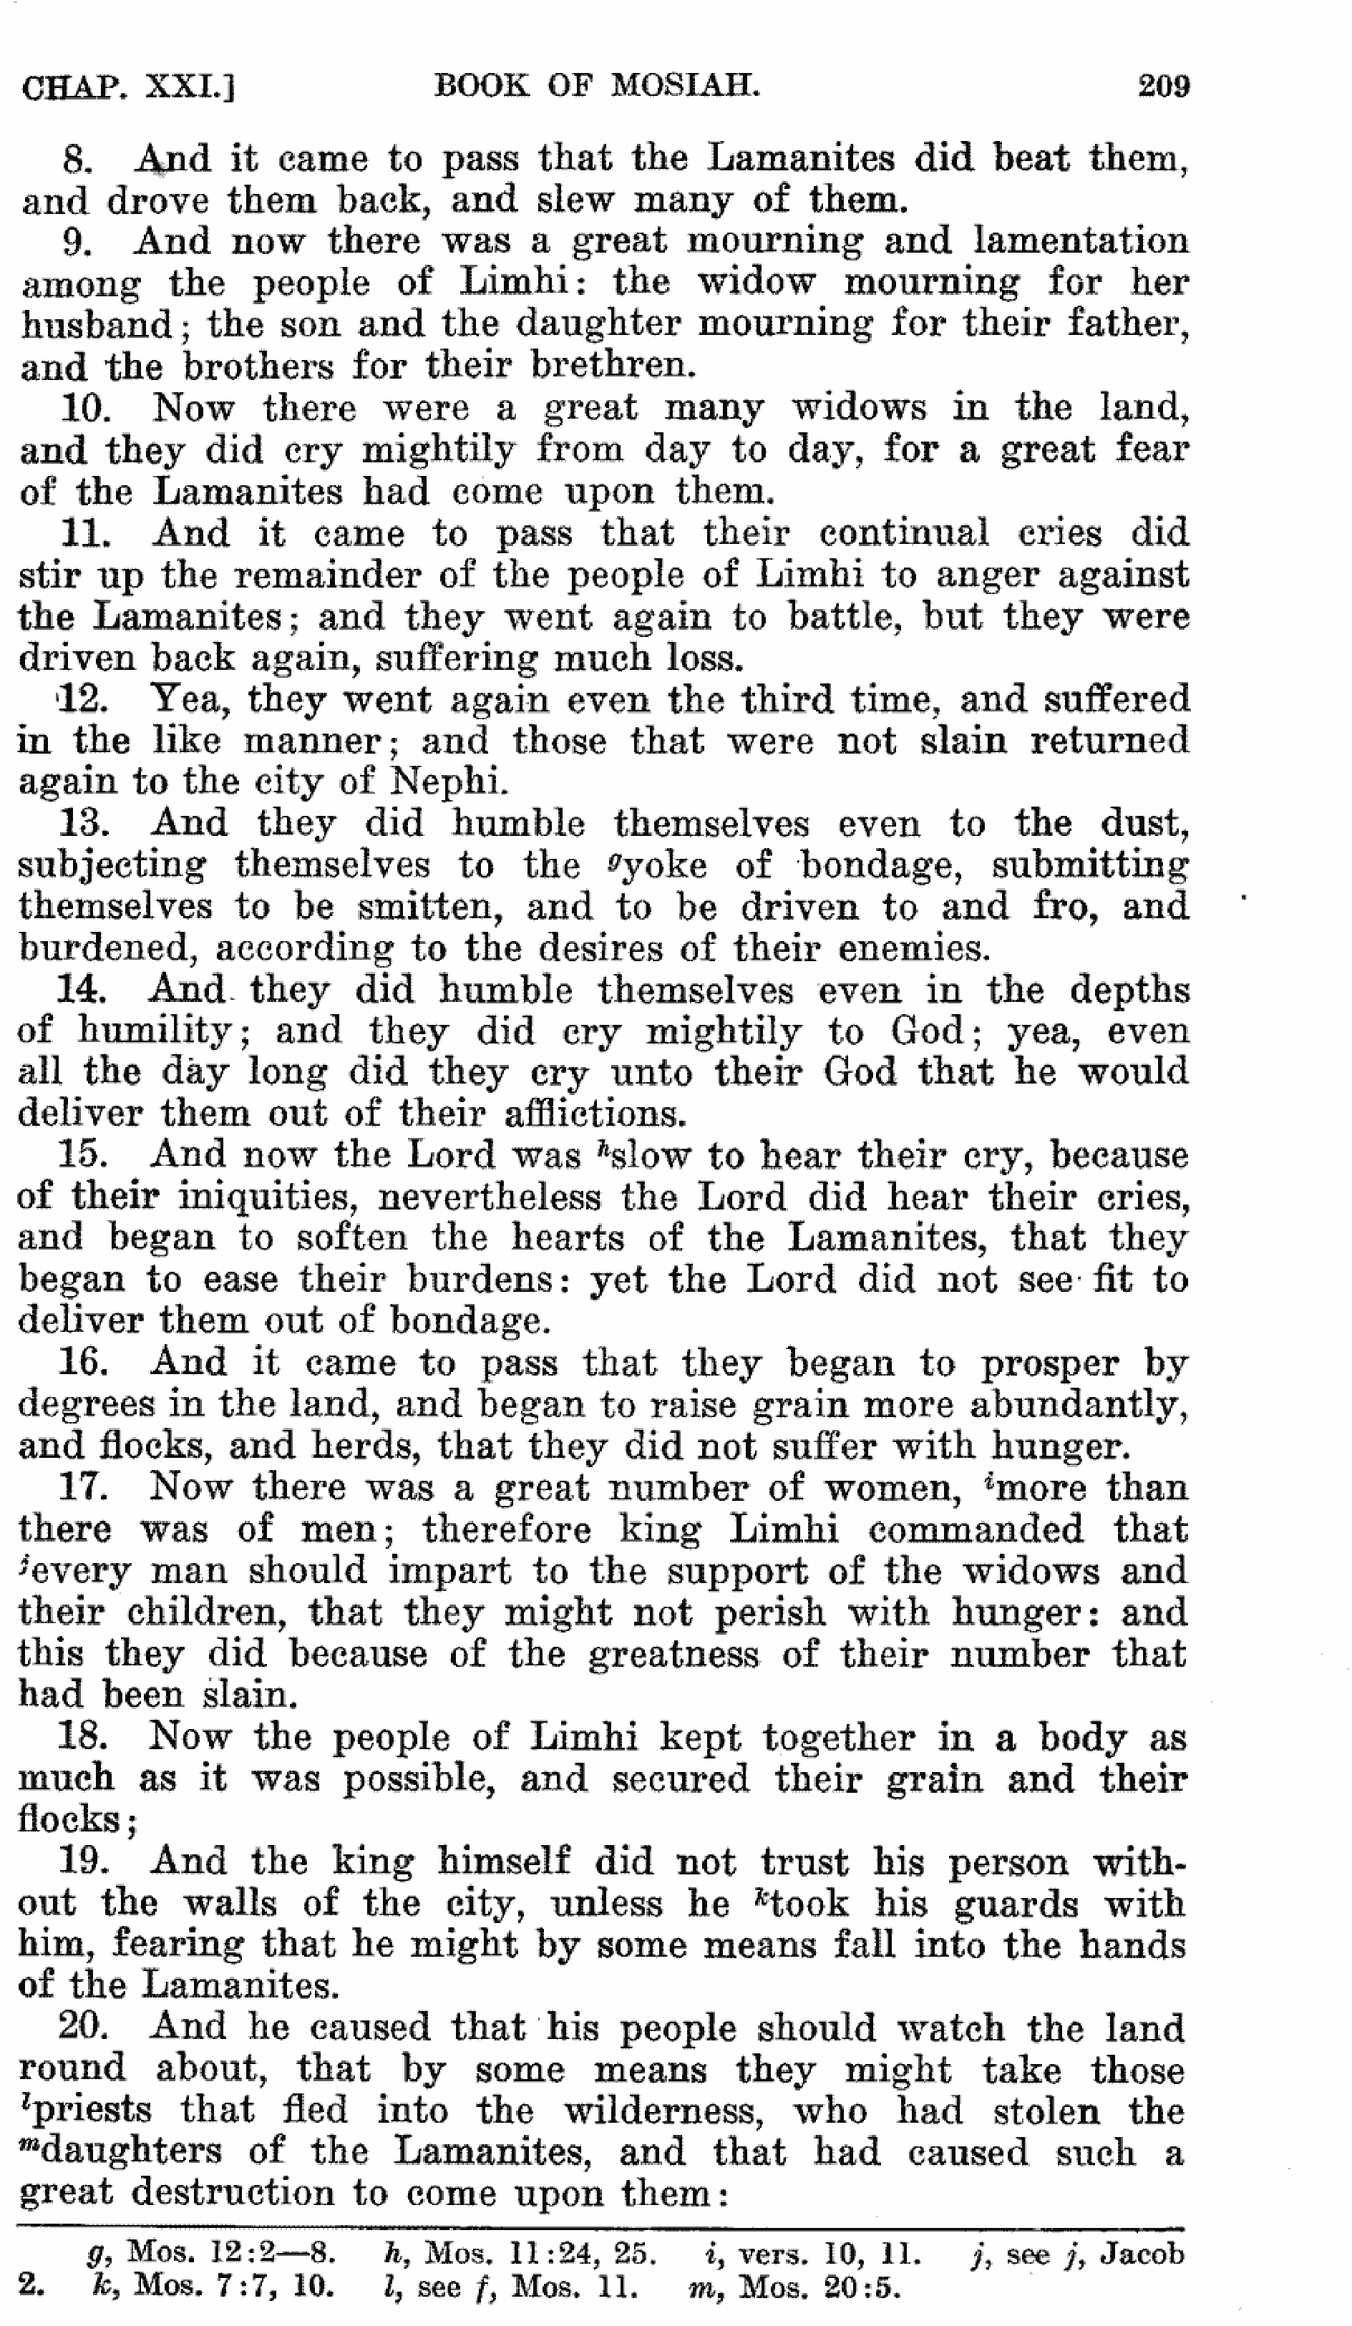 CHAP. XXI.] BOOK OF MOSIAH. 209
8. And it came to pass that the Lamanites did beat them,
and drove them back, and slew many of them.
9. And now there was a great mourning and lamentation
among the people of Limhi: the widow mourning for her
husband; the son and the daughter mourning for their father,
and the brothers for their brethren.
10. Now there were a great many widows in the land,
and they did cry mightily from day to day, for a great fear
of the Lamanites had come upon them.
11. And it came to pass that their continual cries did
stir up the remainder of the people of Limhi to anger against
the Lamanites; and they went again to battle, but they were
driven back again, suffering much loss.
12. Yea, they went again even the third time, and suffered
in the like manner; and those that were not slain returned
again to the city of Nephi.
13. And they did humble themselves even to the dust,
subjecting themselves to the gyoke of bondage, submitting
themselves to be smitten, and to be driven to and fro, and
burdened, according to the desires of their enemies.
14. And they did humble themselves even in the depths
of humility; and they did cry mightily to God; yea, even
all the day long did they cry unto their God that he would
deliver them out of their afflictions.
15. And now the Lord was hslow to hear their cry, because
of their iniquities, nevertheless the Lord did hear their cries,
and began to soften the hearts of the Lamanites, that they
began to ease their burdens: yet the Lord did not see fit to
deliver them out of bondage.
16. And it came to pass that they began to prosper by
degrees in the land, and began to raise grain more abundantly,
and flocks, and herds, that they did not suffer with hunger.
17. Now there was a great number of women, imore than
there was of men; therefore king Limhi commanded that
jevery man should impart to the support of the widows and
their children, that they might not perish with hunger: and
this they did because of the greatness of their number that
had been slain.
18. Now the people of Limhi kept together in a body as
much as it was possible, and secured their grain and their
flocks;
19. And the king himself did not trust his person with-
out the walls of the city, unless he ktook his guards with
him, fearing that he might by some means fall into the hands
of the Lamanites.
20. And he caused that his people should watch the land
round about, that by some means they might take those
lpriests that fled into the wilderness, who had stolen the
mdaughters of the Lamanites, and that had caused such a
great destruction to come upon them:
g, Mos. 12:2—8. h, Mos. 11:24, 25. i, vers. 10, 11. j, see j, Jacob
2. k, Mos. 7:7, 10. l, see f, Mos. 11. m, Mos. 20:5.